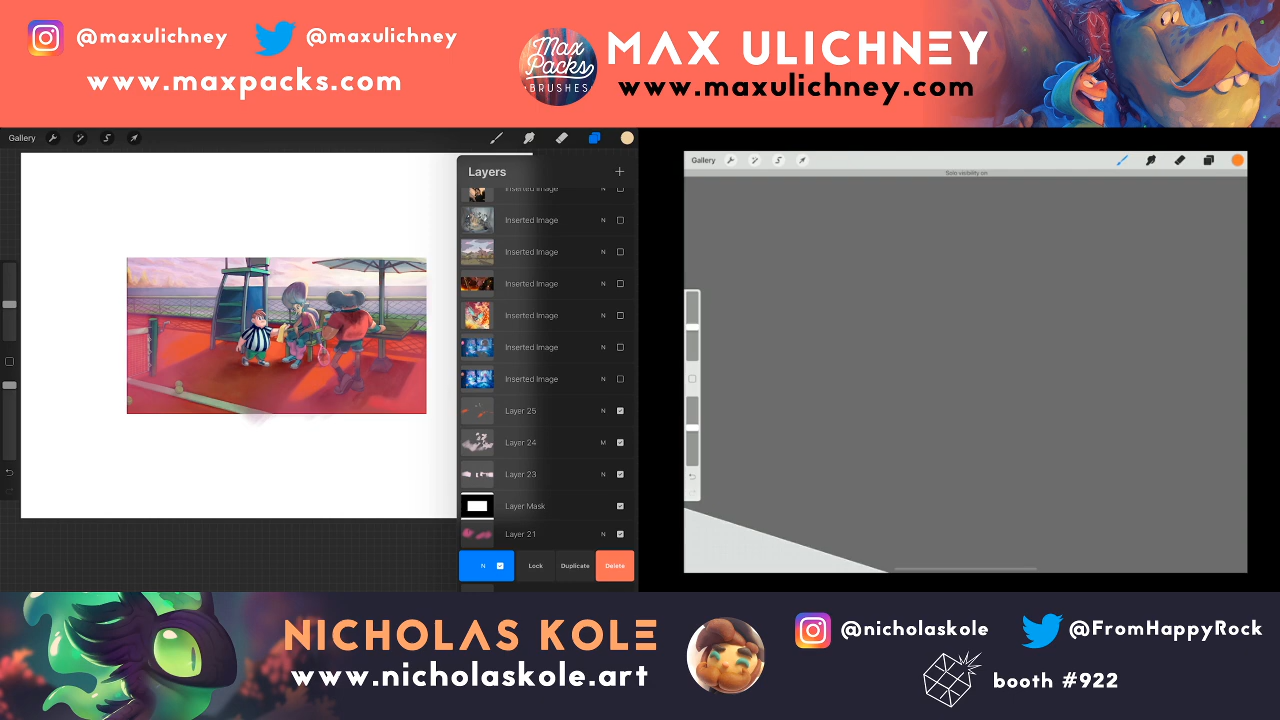 @maxulichney
@maxulichney
www.maxpacks.com
Max
Packs
BRUSHES
MAX ULICHNEY
www.maxulichney.com
Gallery
Layers
Inserted Image N
Inserted Image N
Inserted Image N
Inserted Image N
Inserted Image N
Inserted Image N
Inserted Image N
Layer 25 N
Layer 24 M
Layer 23 N
Layer Mask
Layer 21 N
N Lock Duplicate Delete
Gallery
Solo visibility on
NICHOLAS KOLE
www.nicholaskole.art
@nicholaskole
@FromHappyRock
booth #922